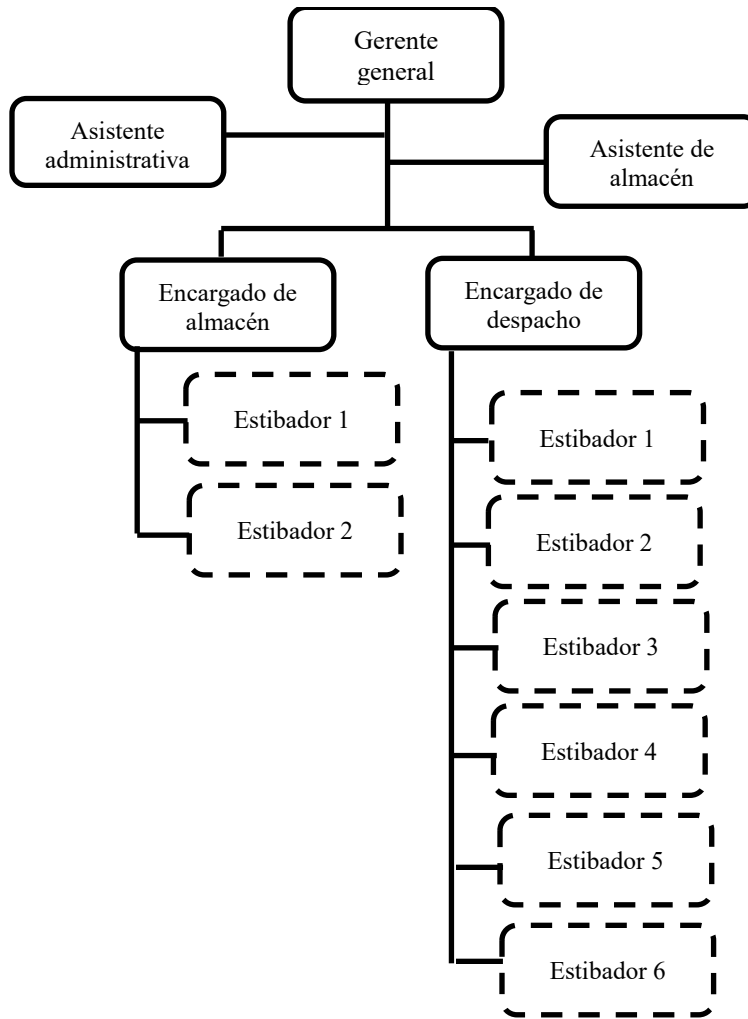 Gerente
general
Asistente
administrativa
Asistente de
almacén
Encargado de
almacén
Encargado de
despacho
Estibador 1
Estibador 2
Estibador 1
Estibador 2
Estibador 3
Estibador 4
Estibador 5
Estibador 6